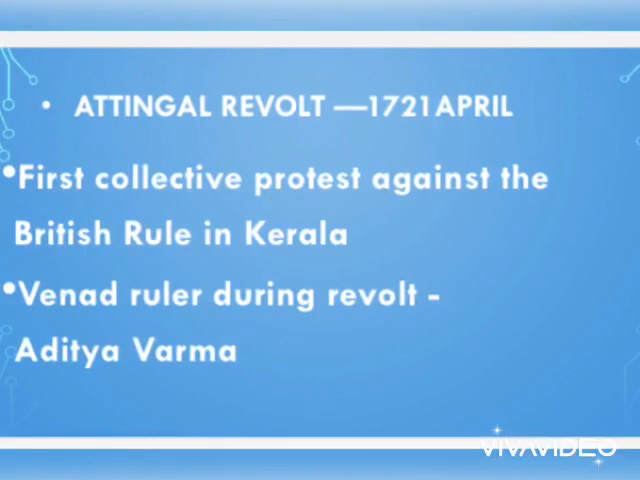 • ATTINGAL REVOLT —1721APRIL
•First collective protest against the
British Rule in Kerala
•Venad ruler during revolt -
Aditya Varma
VIVAVIDEO